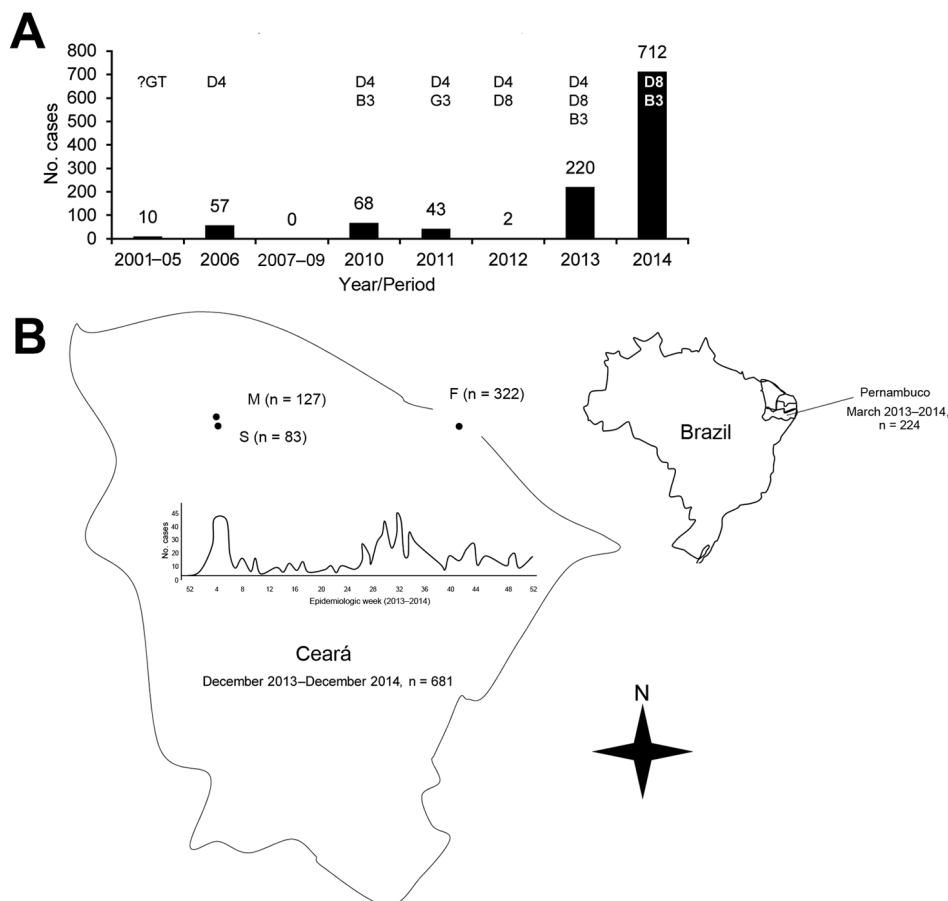 A
No. cases
800
700
600
500
400
300
200
100
0
?GT
D4
D4
B3
D4
G3
D4
D8
D4
D8
B3
D8
B3
10
57
0
68
43
2
220
712
2001–05 2006 2007–09 2010 2011 2012 2013 2014
Year/Period
B
M (n = 127)
S (n = 83)
F (n = 322)
Brazil
Pernambuco
March 2013–2014,
n = 224
No. cases
45
40
30
20
10
0
52 4 8 12 16 20 24 28 32 36 40 44 48 52
Epidemiologic week (2013–2014)
Ceará
December 2013–December 2014, n = 681
N